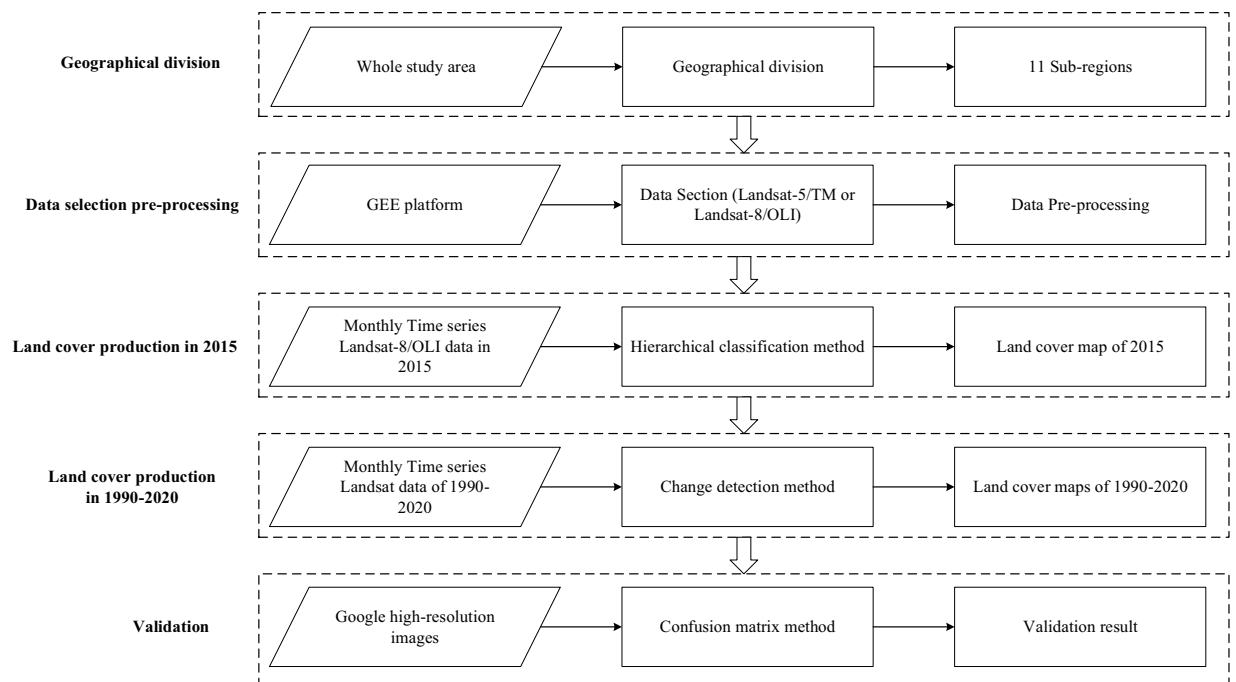 Geographical division
Whole study area
Geographical division
11 Sub-regions
Data selection pre-processing
GEE platform
Data Section (Landsat-5/TM or
Landsat-8/OLI)
Data Pre-processing
Land cover production in 2015
Monthly Time series
Landsat-8/OLI data in
2015
Hierarchical classification method
Land cover map of 2015
Land cover production
in 1990-2020
Monthly Time series
Landsat data of 1990-
2020
Change detection method
Land cover maps of 1990-2020
Validation
Google high-resolution
images
Confusion matrix method
Validation result